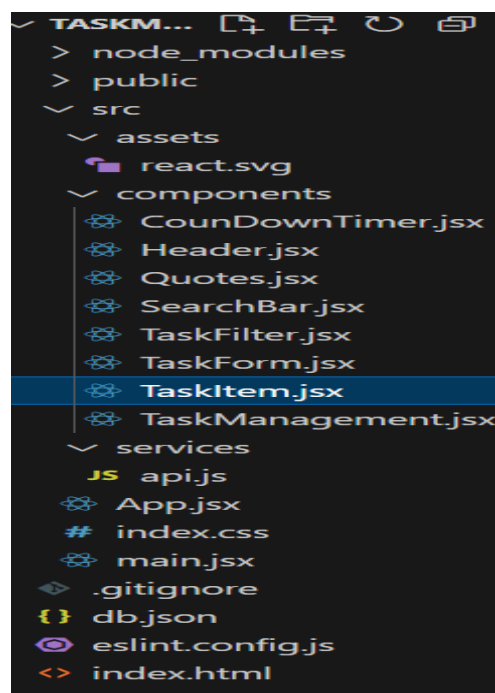 TASKM...
node_modules
public
src
assets
react.svg
components
CounDownTimer.jsx
Header.jsx
Quotes.jsx
SearchBar.jsx
TaskFilter.jsx
TaskForm.jsx
TaskItem.jsx
TaskManagement.jsx
services
JS api.js
App.jsx
# index.css
main.jsx
.gitignore
{} db.json
eslint.config.js
<> index.html